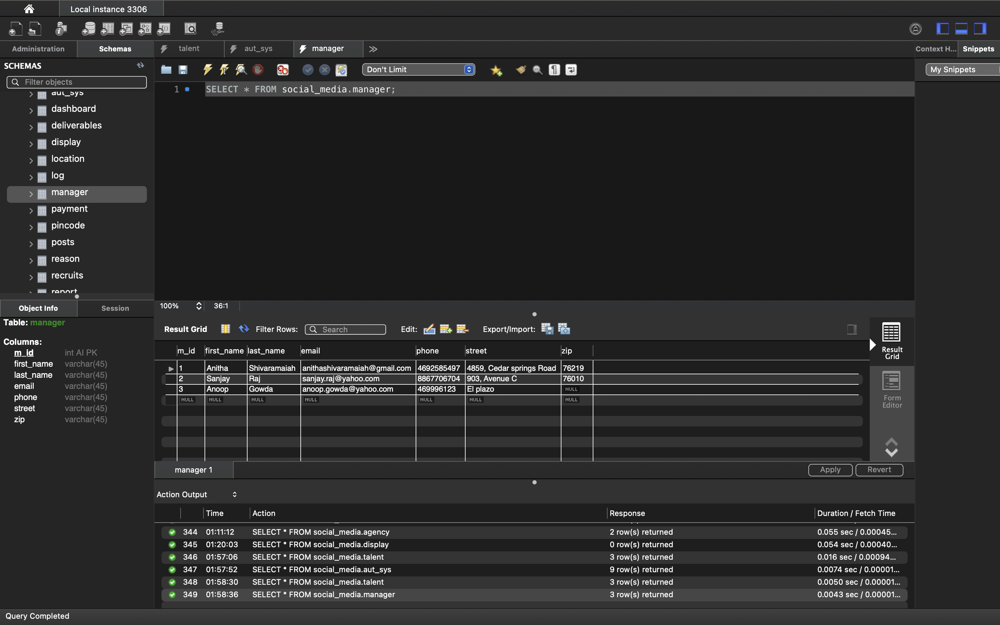 Local instance 3306
Administration Schemas talent aut_sys manager Context H... Snippets
SCHEMAS
Don't Limit
My Snippets
Filter objects
1 SELECT * FROM social_media.manager;
aut_sys
dashboard
deliverables
display
location
log
manager
payment
pincode
posts
reason
recruits
report
100% 36:1
Object Info Session
Table: manager
Columns:
m_id int AI PK
first_name varchar(45)
last_name varchar(45)
email varchar(45)
phone varchar(45)
street varchar(45)
zip varchar(45)
Result Grid Filter Rows: Search Edit: Export/Import:
m_id first_name last_name email phone street zip
1 Anitha Shivaramaiah anithashivaramaiah@gmail.com 4692585497 4859, Cedar springs Road 76219
2 Sanjay Raj sanjay.raj@yahoo.com 8867706704 903, Avenue C 76010
3 Anoop Gowda anoop.gowda@yahoo.com 469996123 El plazo NULL
NULL NULL NULL NULL NULL NULL NULL
Result
Grid
Form
Editor
manager 1 Apply Revert
Action Output
Time Action Response Duration / Fetch Time
344 01:11:12 SELECT * FROM social_media.agency 2 row(s) returned 0.055 sec / 0.00045...
345 01:20:03 SELECT * FROM social_media.display 0 row(s) returned 0.054 sec / 0.00040...
346 01:57:06 SELECT * FROM social_media.talent 3 row(s) returned 0.016 sec / 0.00094...
347 01:57:52 SELECT * FROM social_media.aut_sys 9 row(s) returned 0.0074 sec / 0.00001...
348 01:58:30 SELECT * FROM social_media.talent 3 row(s) returned 0.0050 sec / 0.00001...
349 01:58:36 SELECT * FROM social_media.manager 3 row(s) returned 0.0043 sec / 0.00001...
Query Completed